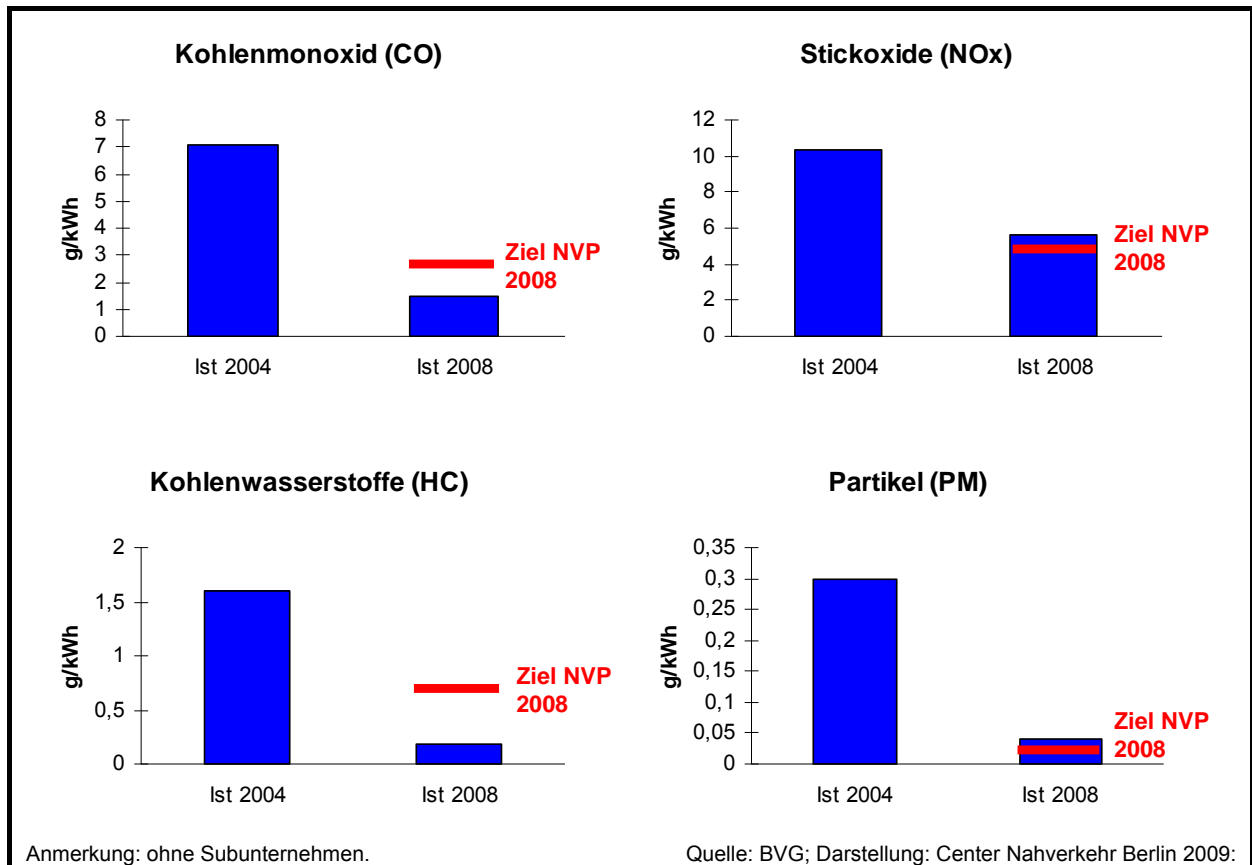 Kohlenmonoxid (CO)
8
7
6
5
4
3
2
1
0
g/kWh
Ist 2004
Ist 2008
Ziel NVP
2008
Stickoxide (NOx)
12
10
8
6
4
2
0
g/kWh
Ist 2004
Ist 2008
Ziel NVP
2008
Kohlenwasserstoffe (HC)
2
1,5
1
0,5
0
g/kWh
Ist 2004
Ist 2008
Ziel NVP
2008
Partikel (PM)
0,35
0,3
0,25
0,2
0,15
0,1
0,05
0
g/kWh
Ist 2004
Ist 2008
Ziel NVP
2008
Anmerkung: ohne Subunternehmen.
Quelle: BVG; Darstellung: Center Nahverkehr Berlin 2009: